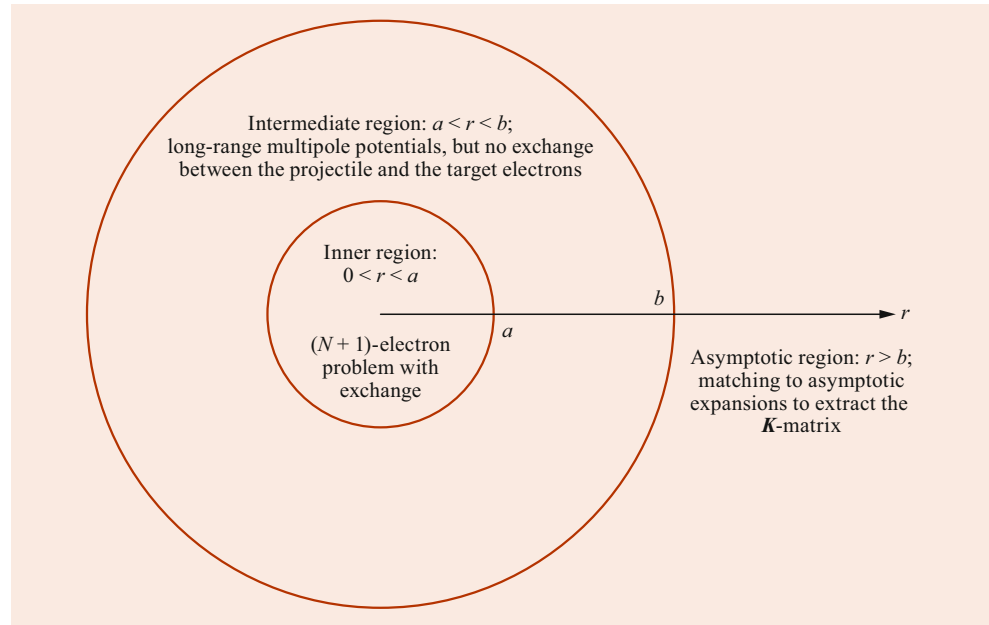 Intermediate region: a < r < b;
long-range multipole potentials, but no exchange
between the projectile and the target electrons
Inner region:
0 < r < a
b
r
a
(N + 1)-electron
problem with
exchange
Asymptotic region: r > b;
matching to asymptotic
expansions to extract the
K-matrix